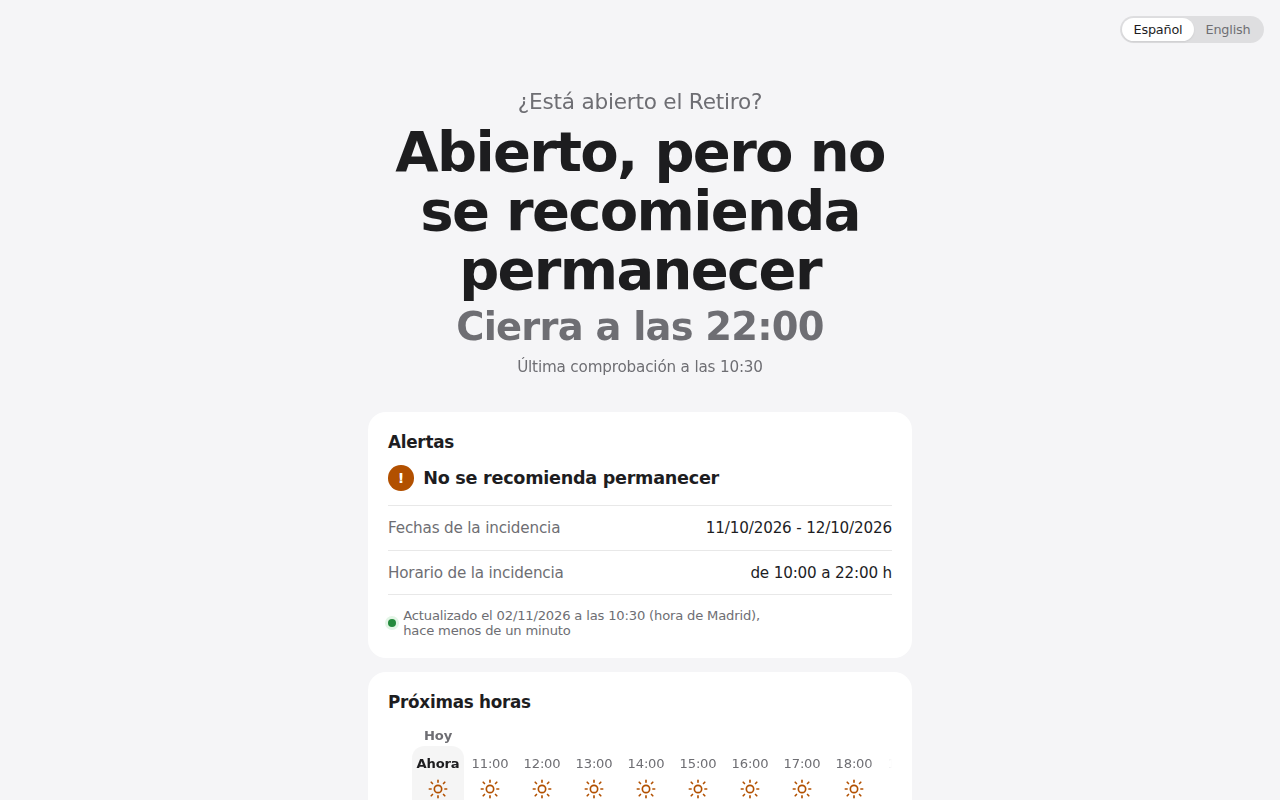 Español English
¿Está abierto el Retiro?
Abierto, pero no
se recomienda
permanecer
Cierra a las 22:00
Última comprobación a las 10:30
Alertas
! No se recomienda permanecer
Fechas de la incidencia 11/10/2026 - 12/10/2026
Horario de la incidencia de 10:00 a 22:00 h
Actualizado el 02/11/2026 a las 10:30 (hora de Madrid),
hace menos de un minuto
Próximas horas
Hoy
Ahora 11:00 12:00 13:00 14:00 15:00 16:00 17:00 18:00